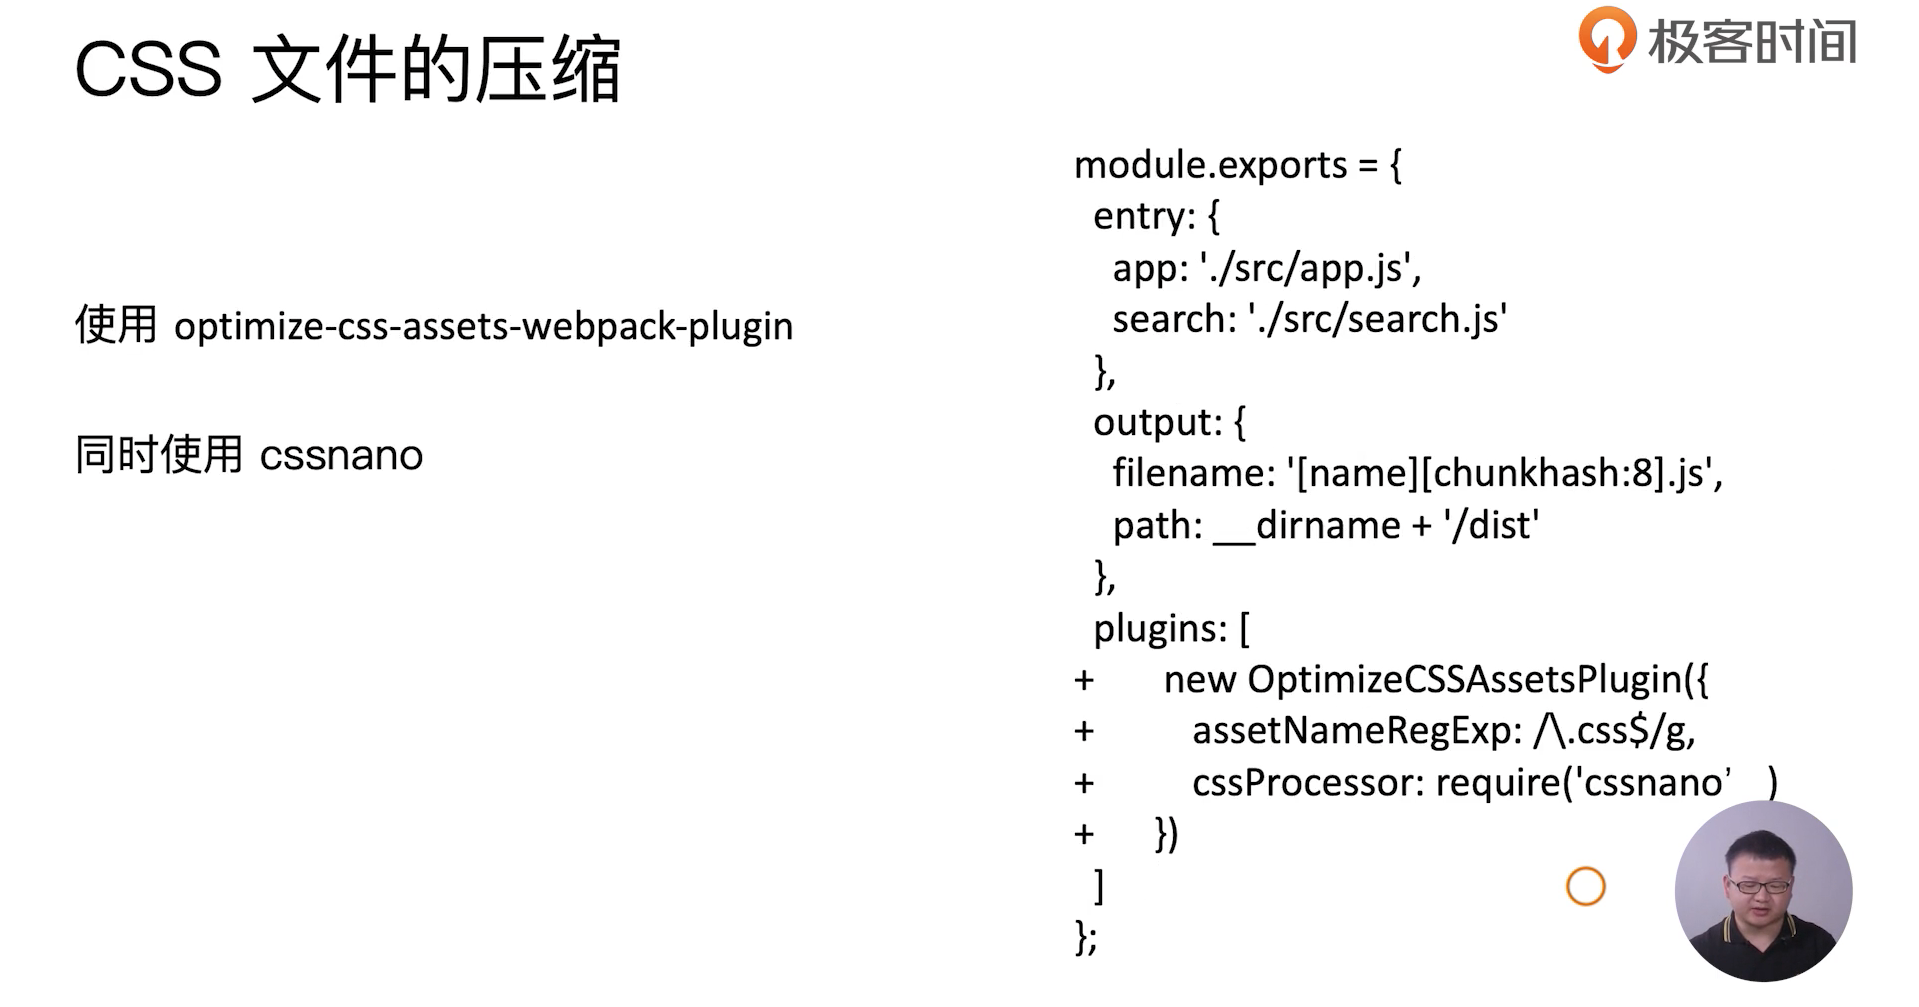 CSS 文件的压缩
极客时间
使用 optimize-css-assets-webpack-plugin
同时使用 cssnano
module.exports = {
entry: {
app: './src/app.js',
search: './src/search.js'
},
output: {
filename: '[name][chunkhash:8].js',
path: __dirname + '/dist'
},
plugins: [
+ new OptimizeCSSAssetsPlugin({
+ assetNameRegExp: /\.css$/g,
+ cssProcessor: require('cssnano’ )
+ })
]
};